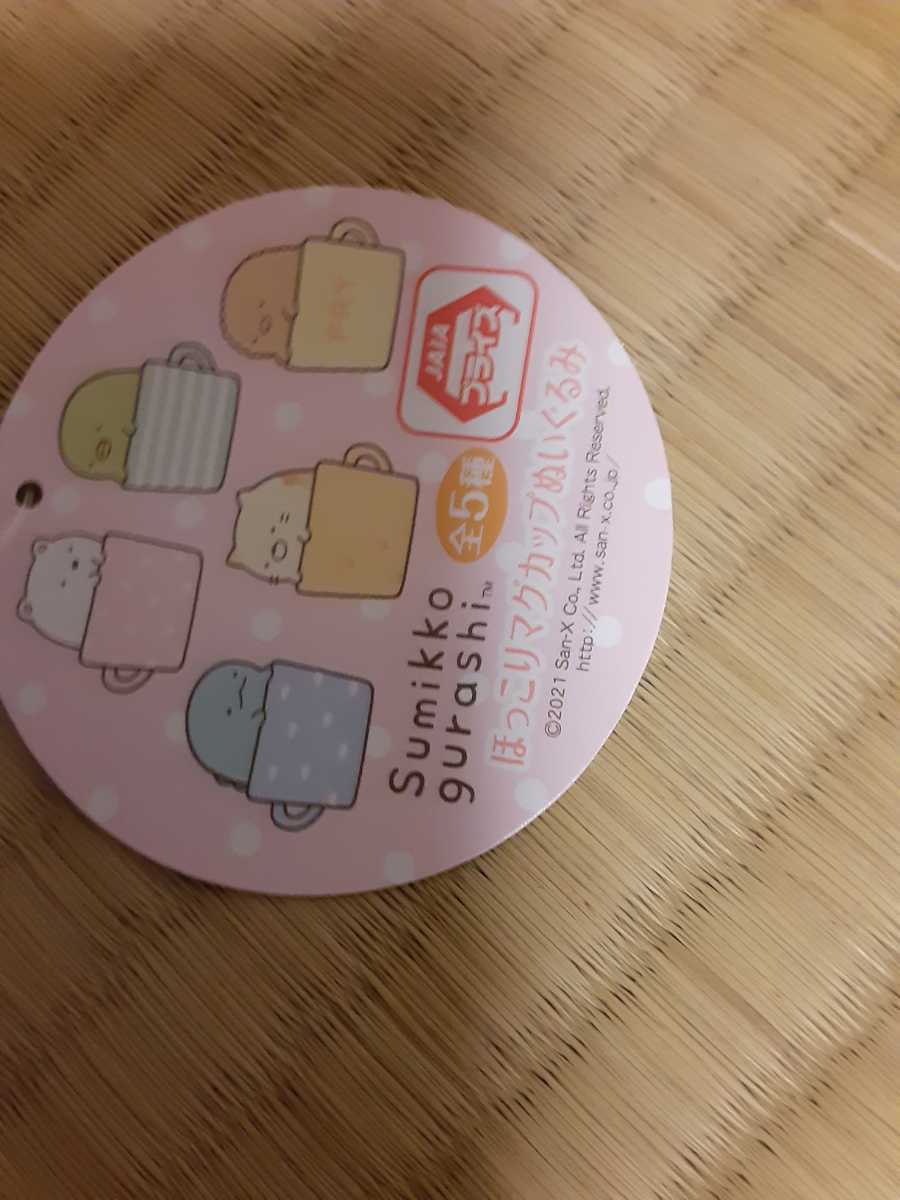 Sumikko
gurashi™
全5種
JAIA
プライズ
ほっこりマグカップぬいぐるみ
©2021 San-X Co., Ltd. All Rights Reserved.
http://www.san-x.co.jp/